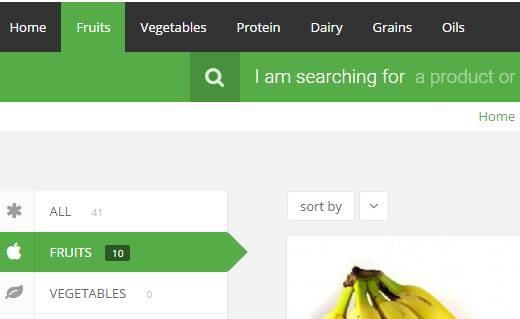 Home Fruits Vegetables Protein Dairy Grains Oils
I am searching for a product or
Home
ALL 41
sort by
FRUITS 10
VEGETABLES 0